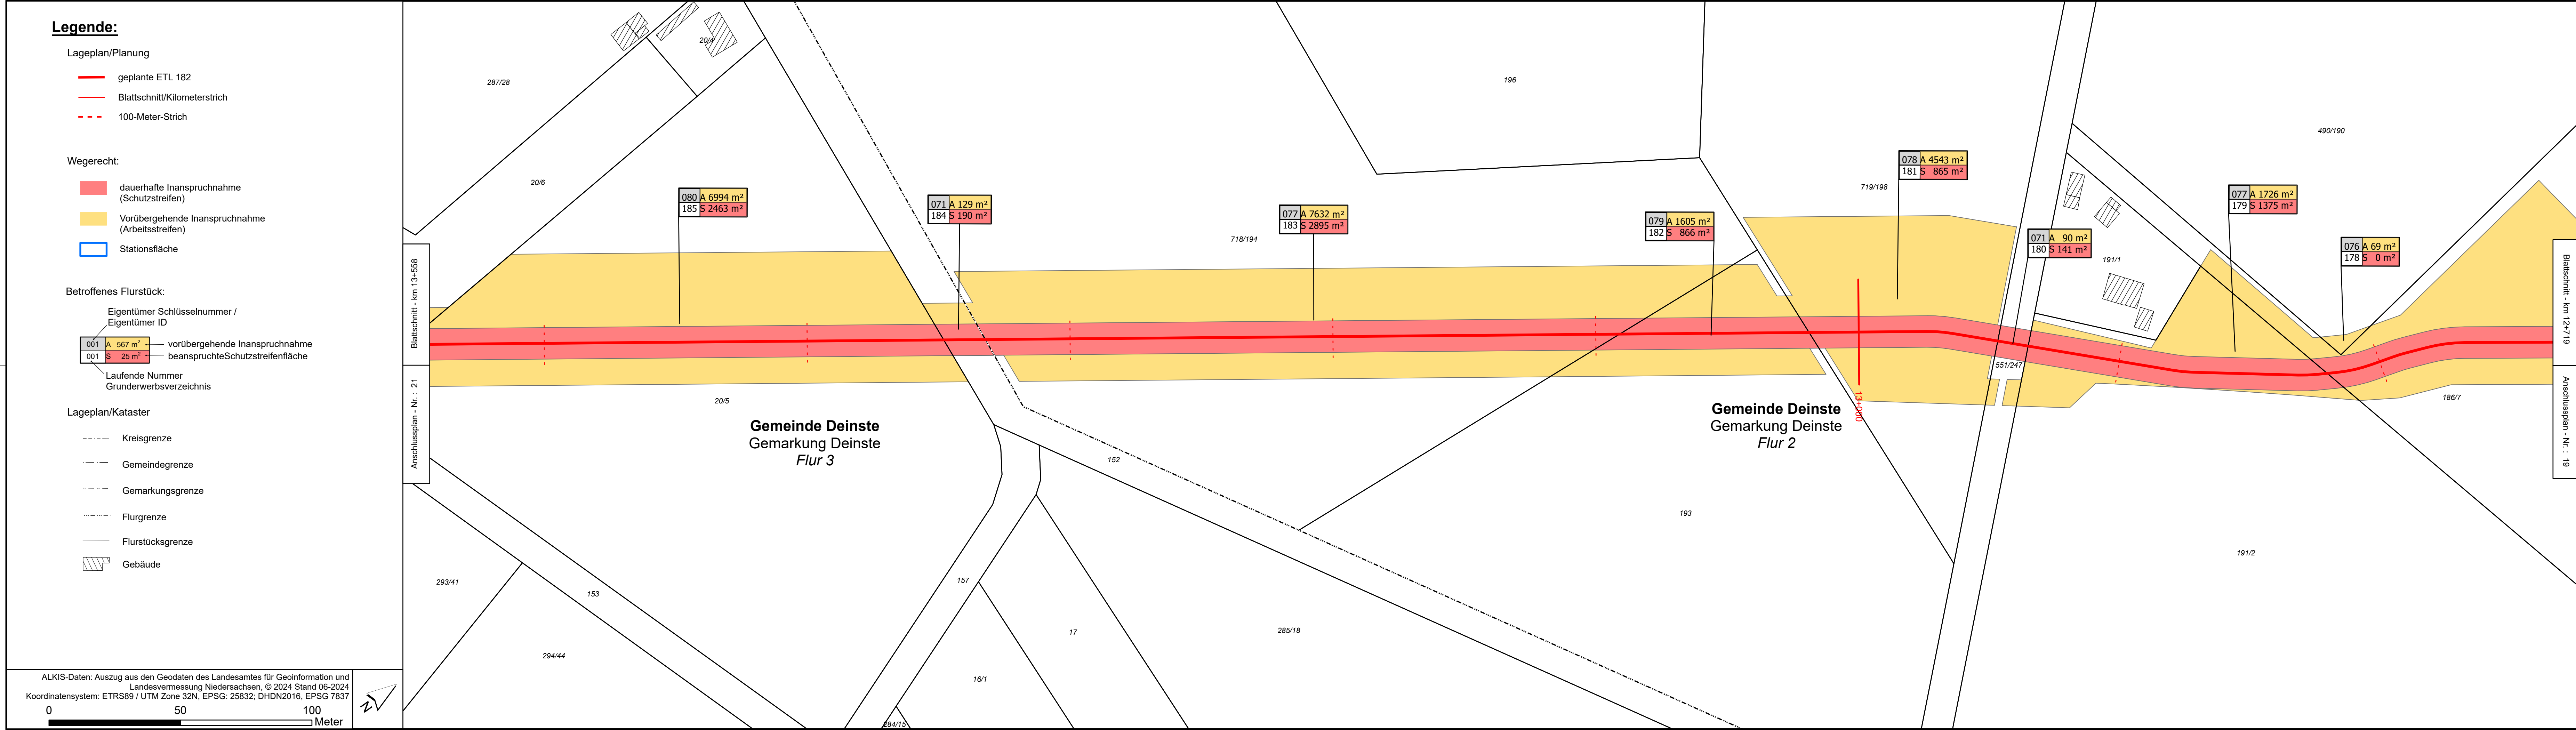 Legende:
Lageplan/Planung
geplante ETL 182
Blattschnitt/Kilometerstrich
100-Meter-Strich
Wegerecht:
dauerhafte Inanspruchnahme
(Schutzstreifen)
Vorübergehende Inanspruchnahme
(Arbeitsstreifen)
Stationsfläche
Betroffenes Flurstück:
Eigentümer Schlüsselnummer /
Eigentümer ID
001 A 567 m² vorübergehende Inanspruchnahme
001 S 25 m² beanspruchteSchutzstreifenfläche
Laufende Nummer
Grunderwerbsverzeichnis
Lageplan/Kataster
Kreisgrenze
Gemeindegrenze
Gemarkungsgrenze
Flurgrenze
Flurstücksgrenze
Gebäude
ALKIS-Daten: Auszug aus den Geodaten des Landesamtes für Geoinformation und
Landesvermessung Niedersachsen, © 2024 Stand 06-2024
Koordinatensystem: ETRS89 / UTM Zone 32N, EPSG: 25832; DHDN2016, EPSG 7837
0 50 100
Meter
N
Blattschnitt - km 13+558
Anschlussplan - Nr. : 21
287/28
20/4
20/6
080 A 6994 m²
185 S 2463 m²
20/5
Gemeinde Deinste
Gemarkung Deinste
Flur 3
293/41
153
294/44
071 A 129 m²
184 S 190 m²
157
17
16/1
284/15
152
285/18
196
718/194
077 A 7632 m²
183 S 2895 m²
079 A 1605 m²
182 S 866 m²
193
Gemeinde Deinste
Gemarkung Deinste
Flur 2
13+000
078 A 4543 m²
181 S 865 m²
719/198
551/247
071 A 90 m²
180 S 141 m²
191/1
077 A 1726 m²
179 S 1375 m²
076 A 69 m²
178 S 0 m²
490/190
186/7
191/2
Blattschnitt - km 12+719
Anschlussplan - Nr. : 19